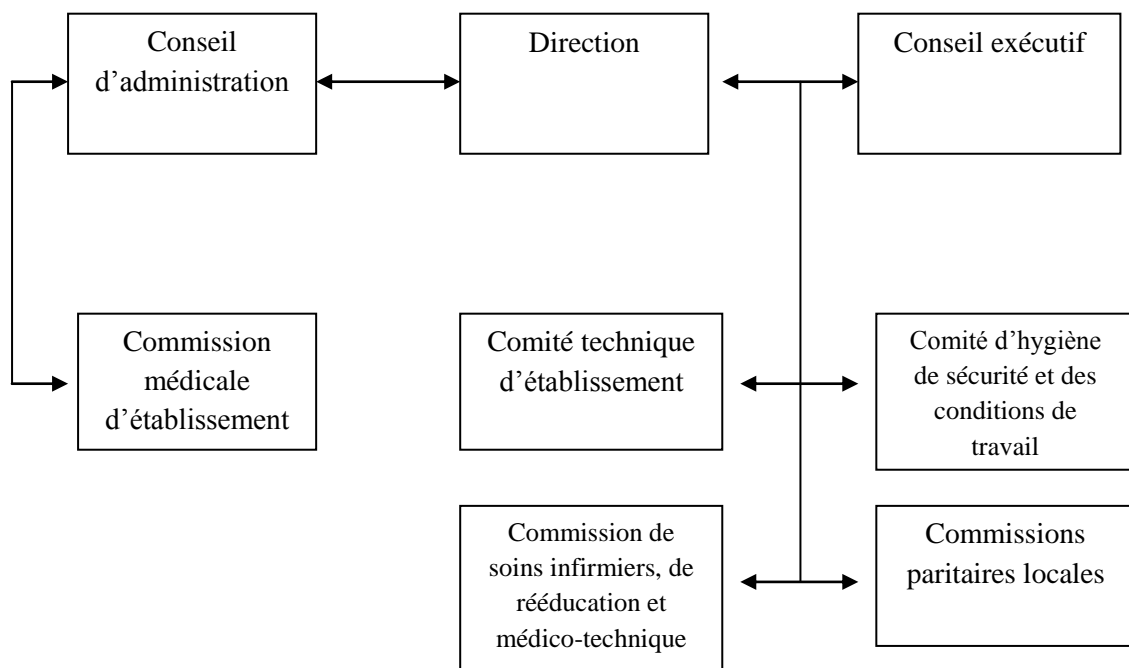 Conseil
d’administration
Direction
Conseil exécutif
Commission
médicale
d’établissement
Comité technique
d’établissement
Comité d’hygiène
de sécurité et des
conditions de
travail
Commission de
soins infirmiers, de
rééducation et
médico-technique
Commissions
paritaires locales